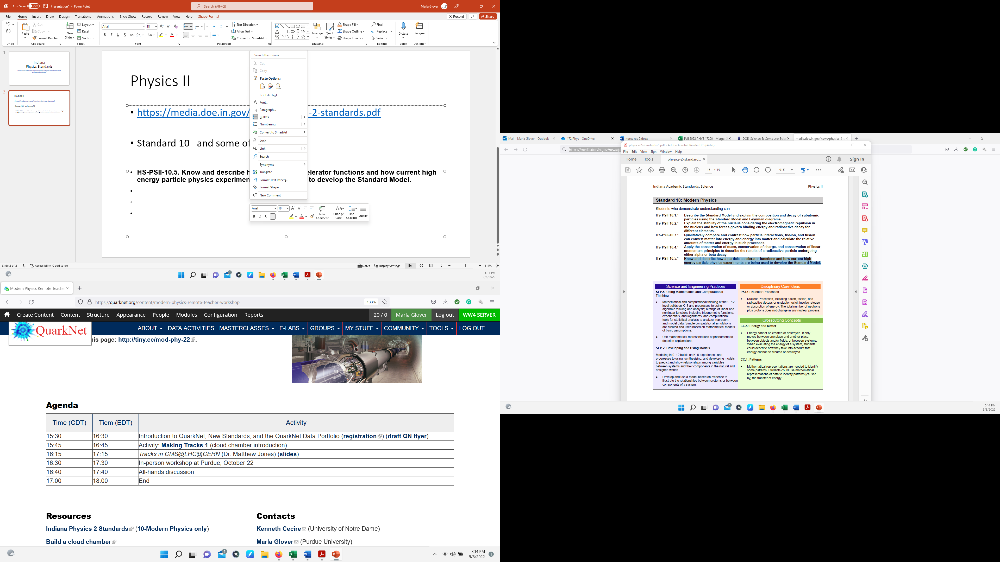 AutoSave Off Presentation1 - PowerPoint Search (Alt+Q) Marla Glover
File Home Insert Draw Design Transitions Animations Slide Show Record Review View Help Shape Format Record Share
Cut
Copy
Format Painter
Paste
Undo
Clipboard
New
Slide
Layout
Reset
Section
Slides
Arial 18
Font
Text Direction
Align Text
Convert to SmartArt
Paragraph
Arrange
Quick
Styles
Shape Fill
Shape Outline
Shape Effects
Drawing
Find
Replace
Select
Editing
Dictate
Voice
Designer
Designer
1
Indiana
Physics Standards
2
Physics II
https://media.doe.in.gov/news/physics-2-standards.pdf
Standard 10 and some of 9
Physics II
• https://media.doe.in.gov/ s-2-standards.pdf
• Standard 10 and some of
• HS-PSII-10.5. Know and describe h elerator functions and how current high
energy particle physics experimen to develop the Standard Model.
Search the menus
Cut
Copy
Paste Options:
Exit Edit Text
Font...
Paragraph...
Bullets
Numbering
Convert to SmartArt
Lock
Link
Search
Synonyms
Translate
Format Text Effects...
Format Shape...
New Comment
Arial 18
New
Comment
Change
Case
Line
Spacing
Justify
Slide 2 of 2 Accessibility: Good to go Notes Display Settings 111%
3:14 PM
9/8/2022
Modern Physics Remote Teache
https://quarknet.org/content/modern-physics-remote-teacher-workshop 133%
Create Content Content Structure Appearance People Modules Configuration Reports 20 / 0 Marla Glover Log out WW4 SERVER
QuarkNet ABOUT DATA ACTIVITIES MASTERCLASSES E-LABS GROUPS MY STUFF COMMUNITY TOOLS LOG OUT
his page: http://tiny.cc/mod-phy-22.
Agenda
Time (CDT) Tiem (EDT) Activity
15:30 16:30 Introduction to QuarkNet, New Standards, and the QuarkNet Data Portfolio (registration) (draft QN flyer)
15:45 16:45 Activity: Making Tracks 1 (cloud chamber introduction)
16:15 17:15 Tracks in CMS@LHC@CERN (Dr. Matthew Jones) (slides)
16:30 17:30 In-person workshop at Purdue, October 22
16:40 17:40 All-hands discussion
17:00 18:00 End
Resources
Indiana Physics 2 Standards (10-Modern Physics only)
Build a cloud chamber
Contacts
Kenneth Cecire (University of Notre Dame)
Marla Glover (Purdue University)
3:14 PM
9/8/2022
Mail - Marla Glover - Outlook 172 Phys - OneDrive notes rec 2.docx Fall 2022 PHYS 17200 - Merge_ DOE: Science & Computer Scie media.doe.in.gov/news/physics-2-
https://media.doe.in.gov/news/p
physics-2-standards-5.pdf - Adobe Acrobat Reader DC (64-bit)
File Edit View Sign Window Help
Home Tools physics-2-standard... Sign In
15 / 15 91%
Indiana Academic Standards: Science Physics II
Standard 10: Modern Physics
Students who demonstrate understanding can:
HS-PSII-10.1.* Describe the Standard Model and explain the composition and decay of subatomic
particles using the Standard Model and Feynman diagrams.
HS-PSII-10.2.* Explain the stability of the nucleus considering the electromagnetic repulsion in
the nucleus and how forces govern binding energy and radioactive decay for
different elements.
HS-PSII-10.3.* Qualitatively compare and contrast how particle interactions, fission, and fusion
can convert matter into energy and energy into matter and calculate the relative
amounts of matter and energy in such processes.
HS-PSII-10.4.* Apply the conservation of mass, conservation of charge, and conservation of linear
momentum principles to describe the results of a radioactive particle undergoing
either alpha or beta decay.
HS-PSII-10.5.* Know and describe how a particle accelerator functions and how current high
energy particle physics experiments are being used to develop the Standard Model.
Science and Engineering Practices
SEP.5: Using Mathematics and Computational
Thinking
• Mathematical and computational thinking at the 9–12
level builds on K–8 and progresses to using
algebraic thinking and analysis; a range of linear and
nonlinear functions including trigonometric functions,
exponentials, and logarithms; and computational
tools for statistical analysis to analyze, represent,
and model data. Simple computational simulations
are created and used based on mathematical models
of basic assumptions.
• Use mathematical representations of phenomena to
describe explanations.
SEP.2: Developing and Using Models
Modeling in 9–12 builds on K–8 experiences and
progresses to using, synthesizing, and developing models
to predict and show relationships among variables
between systems and their components in the natural and
designed worlds.
• Develop and use a model based on evidence to
illustrate the relationships between systems or between
components of a system.
Disciplinary Core Ideas
PS1.C: Nuclear Processes
• Nuclear Processes, including fusion, fission, and
radioactive decays or unstable nuclei, involve release
or absorption of energy. The total number of neutrons
plus protons does not change in any nuclear process.
Crosscutting Concepts
CC.5: Energy and Matter
• Energy cannot be created or destroyed. It only
moves between one place and another place,
between objects and/or fields, or between systems.
When evaluating the energy of a system, students
could describe how they take into account that
energy cannot be created or destroyed.
CC.1: Patterns
• Mathematical representations are needed to identify
some patterns. Students could use mathematical
representations of data to identify patterns [caused
by] the transfer of energy.
3:14 PM
9/8/2022